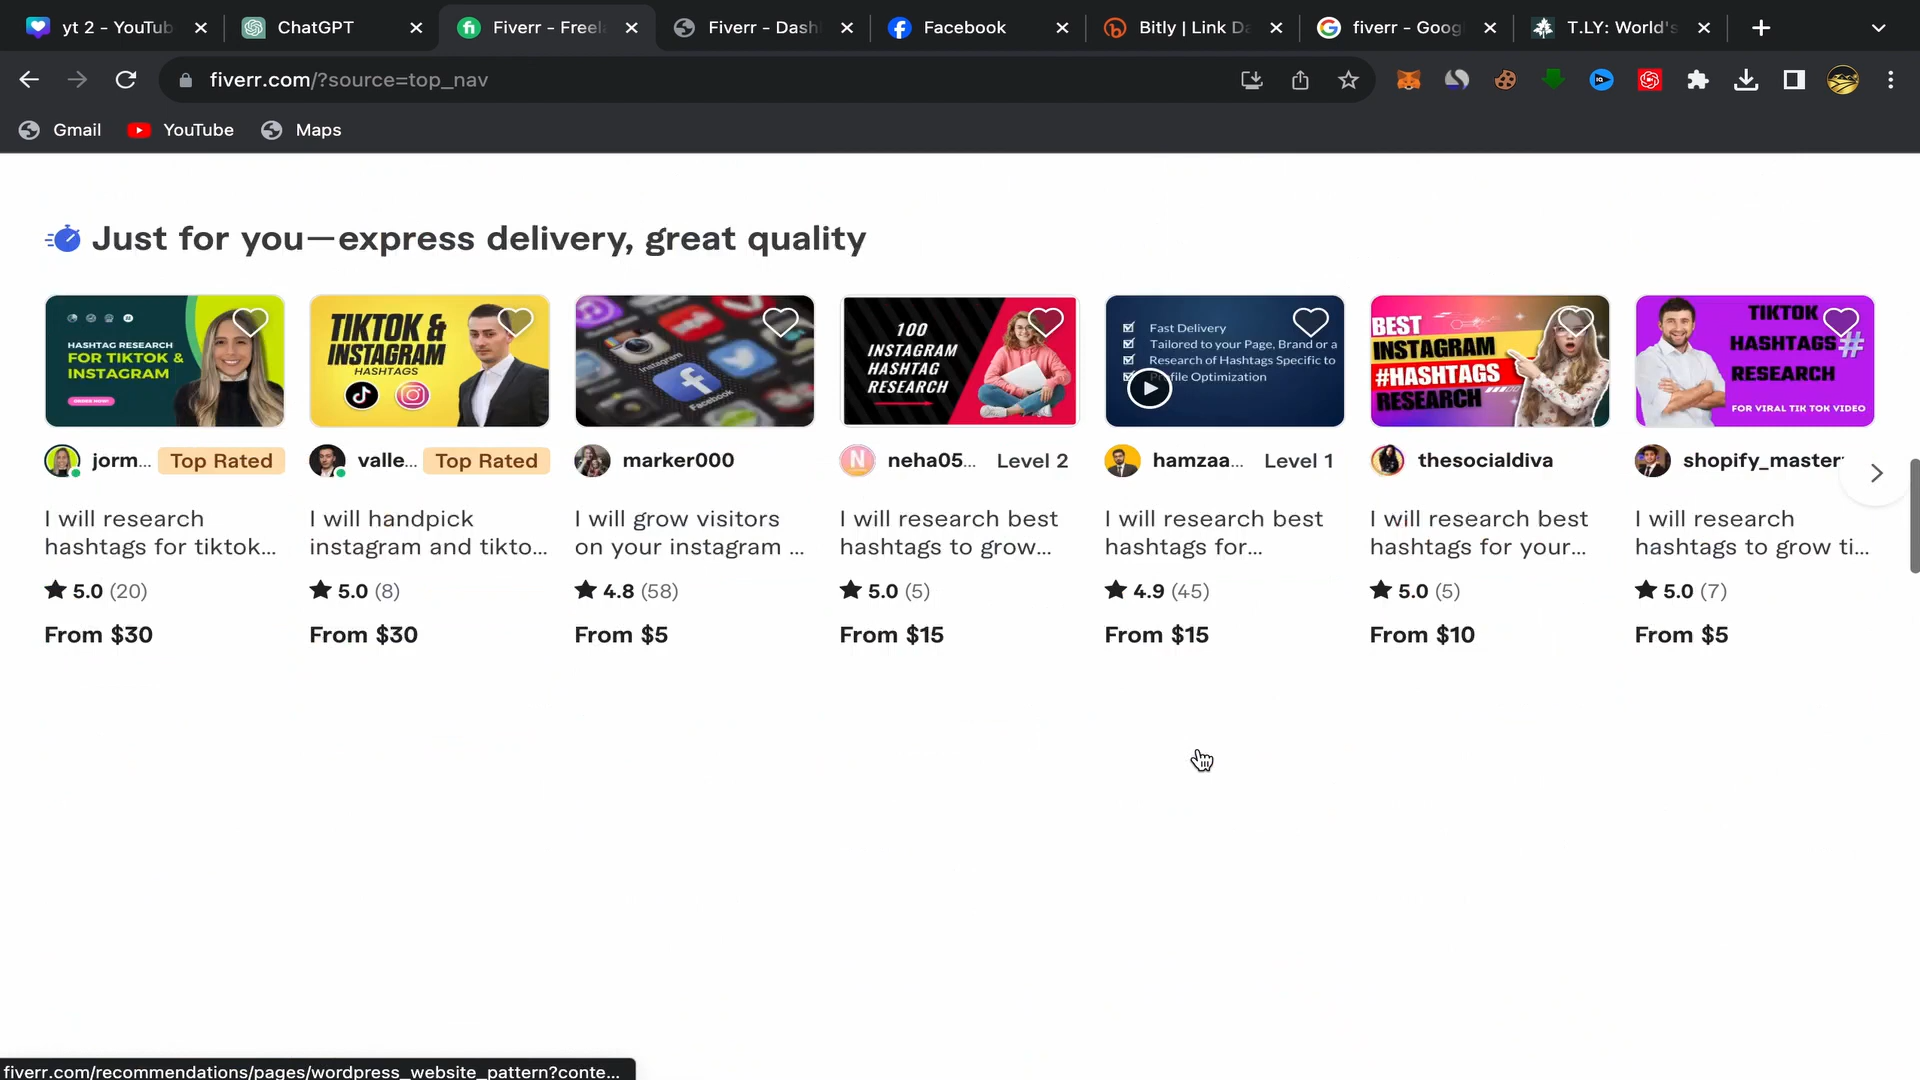 yt 2 - YouTub
ChatGPT
Fiverr - Freela
Fiverr - Dash
Facebook
Bitly | Link Da
fiverr - Goog
T.LY: World's
fiverr.com/?source=top_nav
Gmail
YouTube
Maps
Just for you—express delivery, great quality
HASHTAG RESEARCH
FOR TIKTOK &
INSTAGRAM
ORDER NOW!
TIKTOK &
INSTAGRAM
HASHTAGS
Instagram
Facebook
100
INSTAGRAM
HASHTAG
RESEARCH
Fast Delivery
Tailored to your Page, Brand or a
Research of Hashtags Specific to
Profile Optimization
BEST
INSTAGRAM
#HASHTAGS
RESEARCH
TIKTOK
HASHTAGS #
RESEARCH
FOR VIRAL TIK TOK VIDEO
jorm... Top Rated
valle... Top Rated
marker000
N neha05... Level 2
hamzaa... Level 1
thesocialdiva
shopify_master
I will research
hashtags for tiktok...
I will handpick
instagram and tikto...
I will grow visitors
on your instagram ...
I will research best
hashtags to grow...
I will research best
hashtags for...
I will research best
hashtags for your...
I will research
hashtags to grow ti...
5.0 (20)
5.0 (8)
4.8 (58)
5.0 (5)
4.9 (45)
5.0 (5)
5.0 (7)
From $30
From $30
From $5
From $15
From $15
From $10
From $5
fiverr.com/recommendations/pages/wordpress_website_pattern?conte...